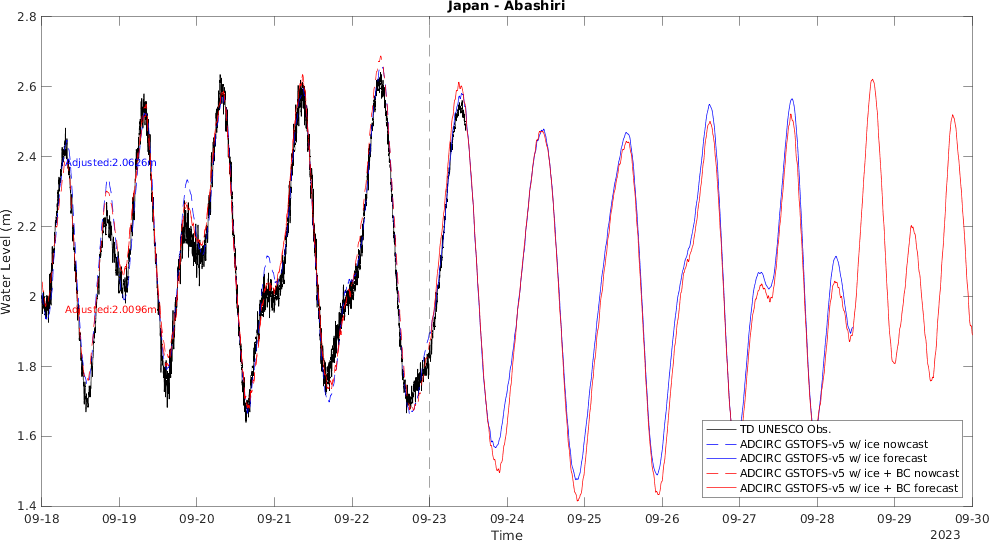 Japan - Abashiri
Water Level (m)
2.8
2.6
2.4
2.2
2
1.8
1.6
1.4
Adjusted:2.0626m
Adjusted:2.0096m
TD UNESCO Obs.
ADCIRC GSTOFS-v5 w/ ice nowcast
ADCIRC GSTOFS-v5 w/ ice forecast
ADCIRC GSTOFS-v5 w/ ice + BC nowcast
ADCIRC GSTOFS-v5 w/ ice + BC forecast
09-18 09-19 09-20 09-21 09-22 09-23 09-24 09-25 09-26 09-27 09-28 09-29 09-30
Time
2023